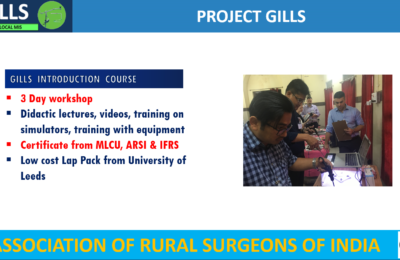 ILLS
LOCAL MIS
PROJECT GILLS
GILLS INTRODUCTION COURSE
3 Day workshop
Didactic lectures, videos, training on
simulators, training with equipment
Certificate from MLCU, ARSI & IFRS
Low cost Lap Pack from University of
Leeds
ASSOCIATION OF RURAL SURGEONS OF INDIA